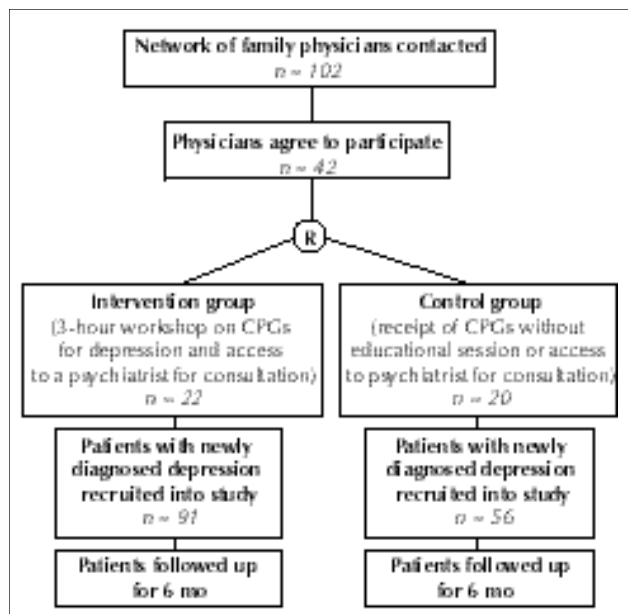 Network of family physicians contacted
n = 102
Physicians agree to participate
n = 42
R
Intervention group
(3-hour workshop on CPGs
for depression and access
to a psychiatrist for consultation)
n = 22
Control group
(receipt of CPGs without
educational session or access
to psychiatrist for consultation)
n = 20
Patients with newly
diagnosed depression
recruited into study
n = 91
Patients with newly
diagnosed depression
recruited into study
n = 56
Patients followed up
for 6 mo
Patients followed up
for 6 mo